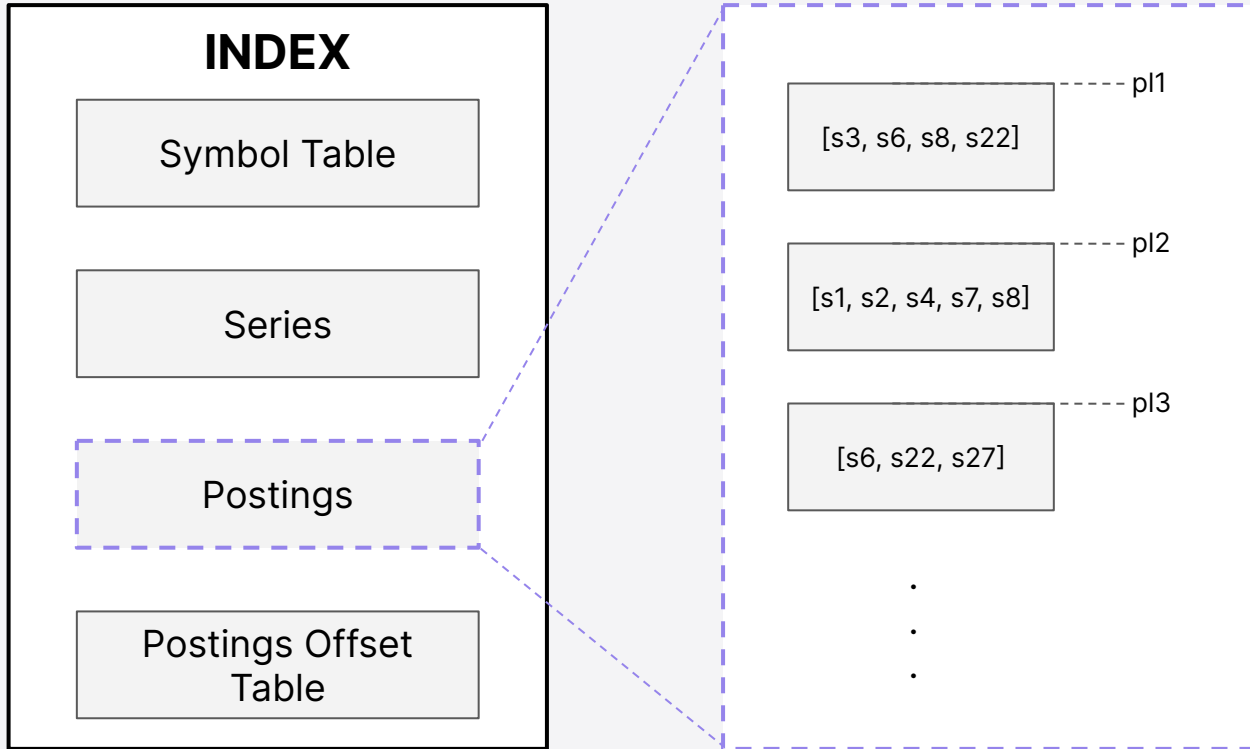 INDEX
Symbol Table
Series
Postings
Postings Offset
Table
pl1
[s3, s6, s8, s22]
pl2
[s1, s2, s4, s7, s8]
pl3
[s6, s22, s27]
.
.
.